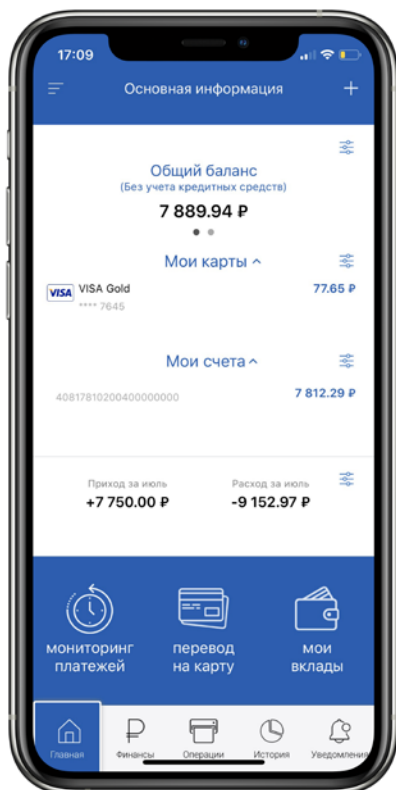 17:09
Основная информация
Общий баланс
(Без учета кредитных средств)
7 889.94 ₽
Мои карты
VISA VISA Gold 77.65 ₽
**** 7645
Мои счета
40817810200400000000 7 812.29 ₽
Приход за июль Расход за июль
+7 750.00 ₽ -9 152.97 ₽
мониторинг перевод мои
платежей на карту вклады
Главная Финансы Операции История Уведомления